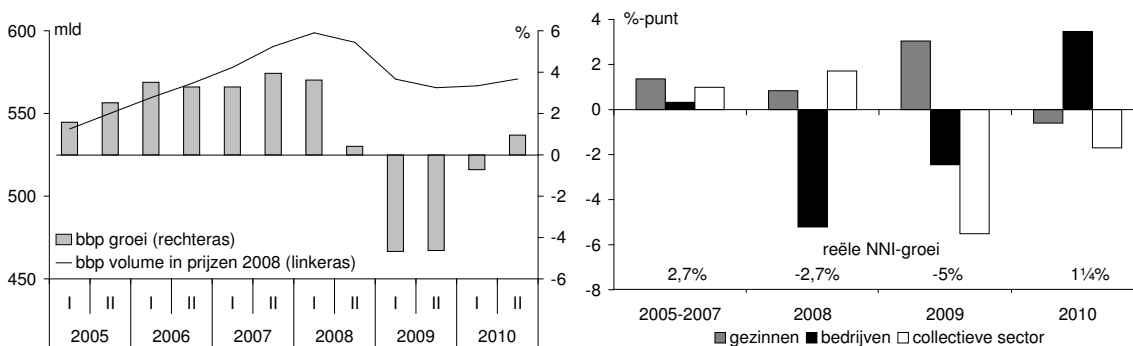 600
mld
%
6
4
550
2
0
500
-2
-4
450
-6
bbp groei (rechteras)
bbp volume in prijzen 2008 (linkeras)
I II I II I II I II I II I II
2005 2006 2007 2008 2009 2010
4
%-punt
2
0
-2
-4
-6
-8
reële NNI-groei
2,7% -2,7% -5% 1¼%
2005-2007 2008 2009 2010
gezinnen bedrijven collectieve sector